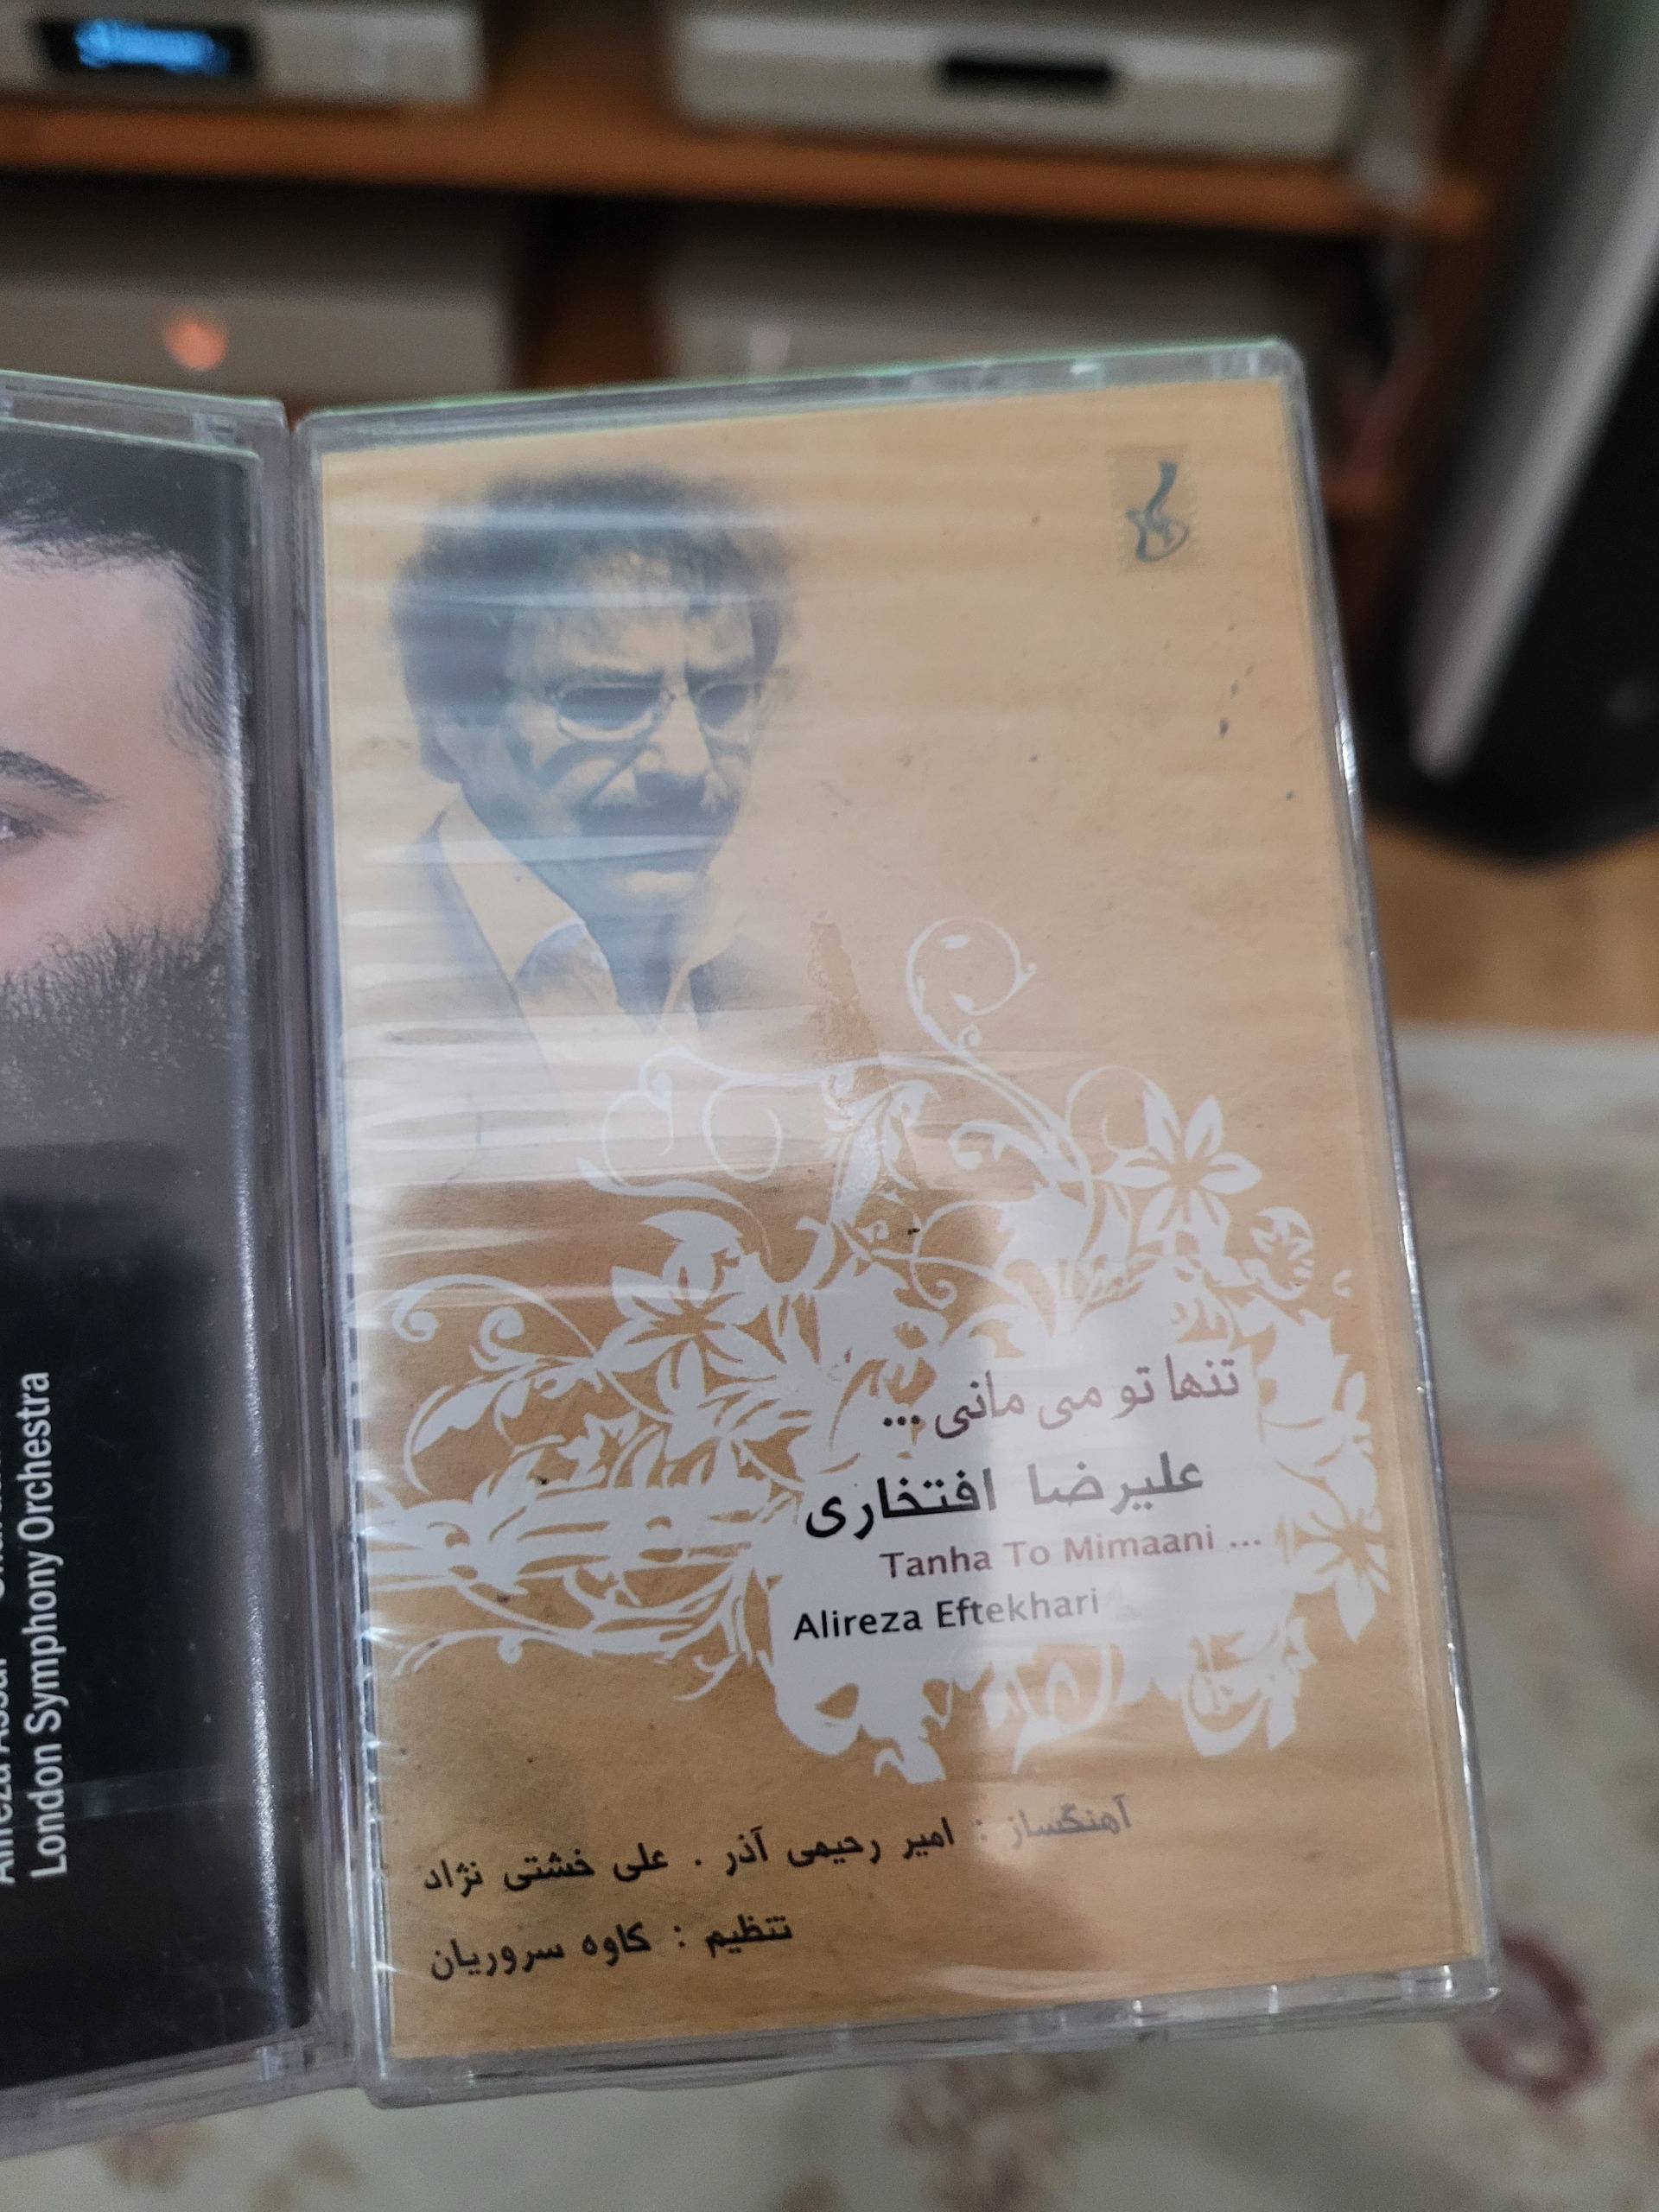 تنها تو می مانی ...
علیرضا افتخاری
Tanha To Mimaani ...
Alireza Eftekhari
آهنگساز : امیر رحیمی آذر . علی خشتی نژاد
تنظیم : کاوه سروریان
London Symphony Orchestra